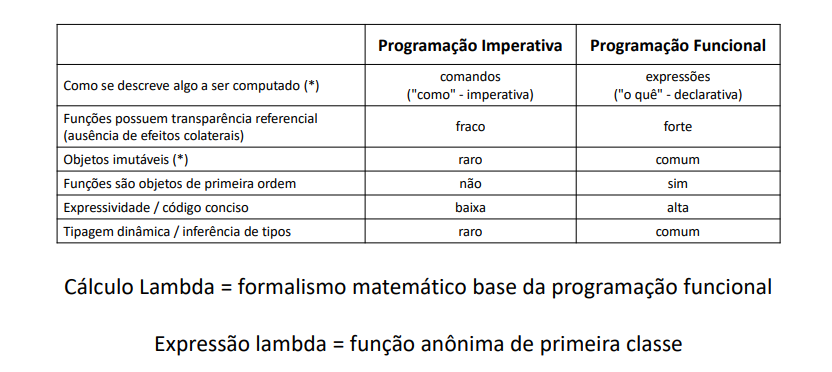 Programação Imperativa Programação Funcional
Como se descreve algo a ser computado (*) comandos ("como" - imperativa) expressões ("o quê" - declarativa)
Funções possuem transparência referencial (ausência de efeitos colaterais) fraco forte
Objetos imutáveis (*) raro comum
Funções são objetos de primeira ordem não sim
Expressividade / código conciso baixa alta
Tipagem dinâmica / inferência de tipos raro comum
Cálculo Lambda = formalismo matemático base da programação funcional
Expressão lambda = função anônima de primeira classe